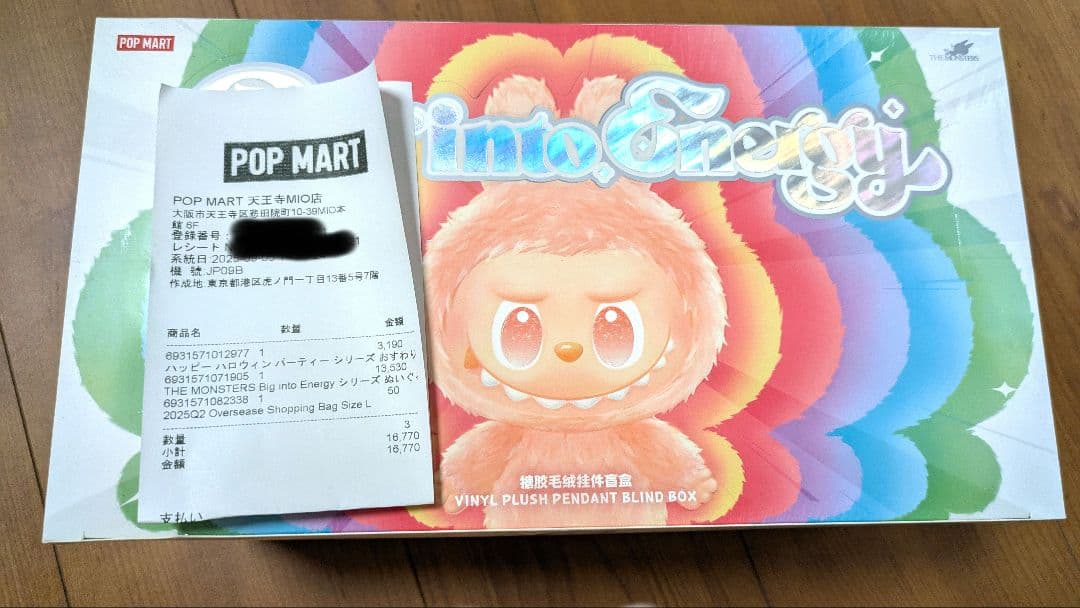 POP MART
THE MONSTERS
into Energy
POP MART
POP MART 天王寺MIO店
大阪市天王寺区悲田院町10-39MIO本
館 6F
登録番号:
レシート
系統日:2025
機 號:JP09B
作成地:東京都港区虎ノ門一丁目13番5号7階
商品名 数量 金額
6931571012977 1 3,190
ハッピー ハロウィン パーティー シリーズ おすわり
6931571071905 1 13,530
THE MONSTERS Big into Energy シリーズ ぬいぐ
6931571082338 1 50
2025Q2 Oversease Shopping Bag Size L
数量 3
小計 16,770
金額 16,770
支払い
搪胶毛绒挂件盲盒
VINYL PLUSH PENDANT BLIND BOX